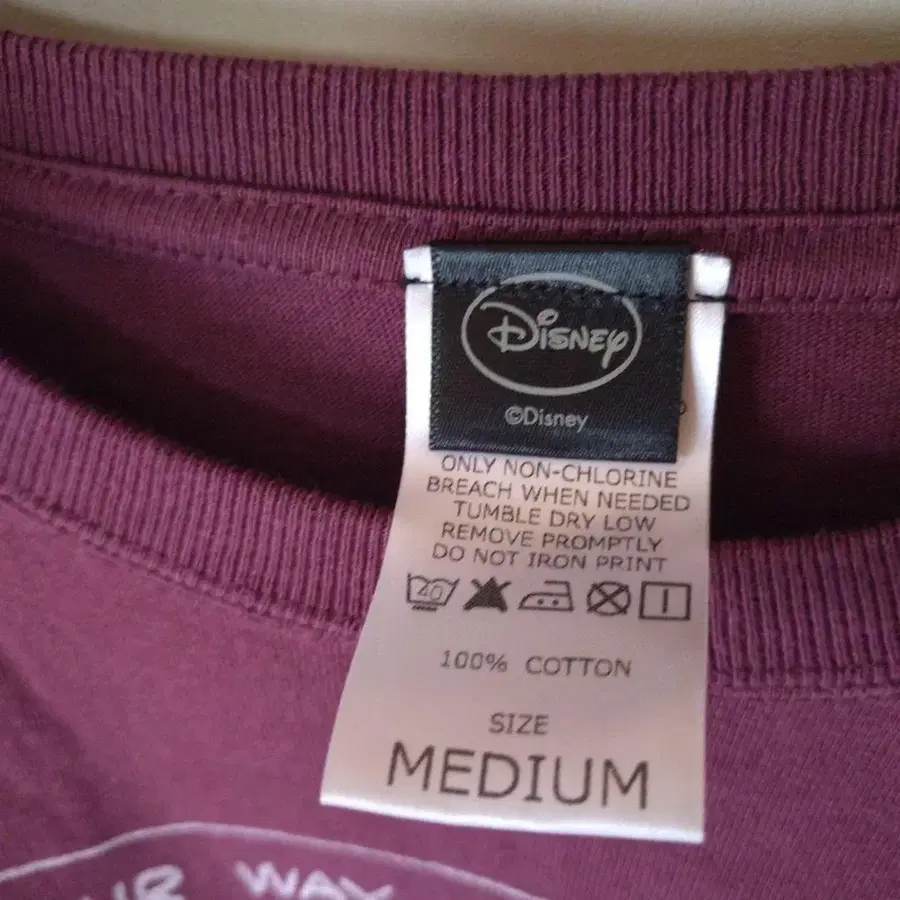 Disney
©Disney
ONLY NON-CHLORINE
BREACH WHEN NEEDED
TUMBLE DRY LOW
REMOVE PROMPTLY
DO NOT IRON PRINT
40
100% COTTON
SIZE
MEDIUM
WAY